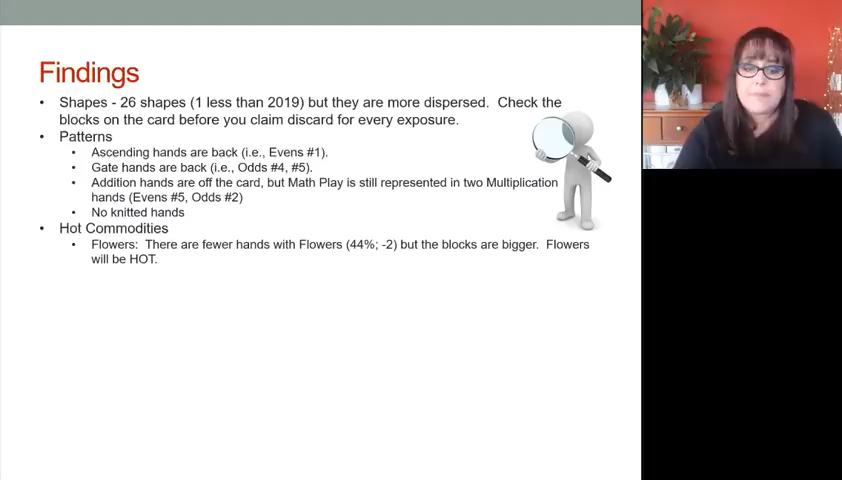 Findings
• Shapes - 26 shapes (1 less than 2019) but they are more dispersed. Check the
blocks on the card before you claim discard for every exposure.
• Patterns
• Ascending hands are back (i.e., Evens #1).
• Gate hands are back (i.e., Odds #4, #5).
• Addition hands are off the card, but Math Play is still represented in two Multiplication
hands (Evens #5, Odds #2)
• No knitted hands
• Hot Commodities
• Flowers: There are fewer hands with Flowers (44%; -2) but the blocks are bigger. Flowers
will be HOT.